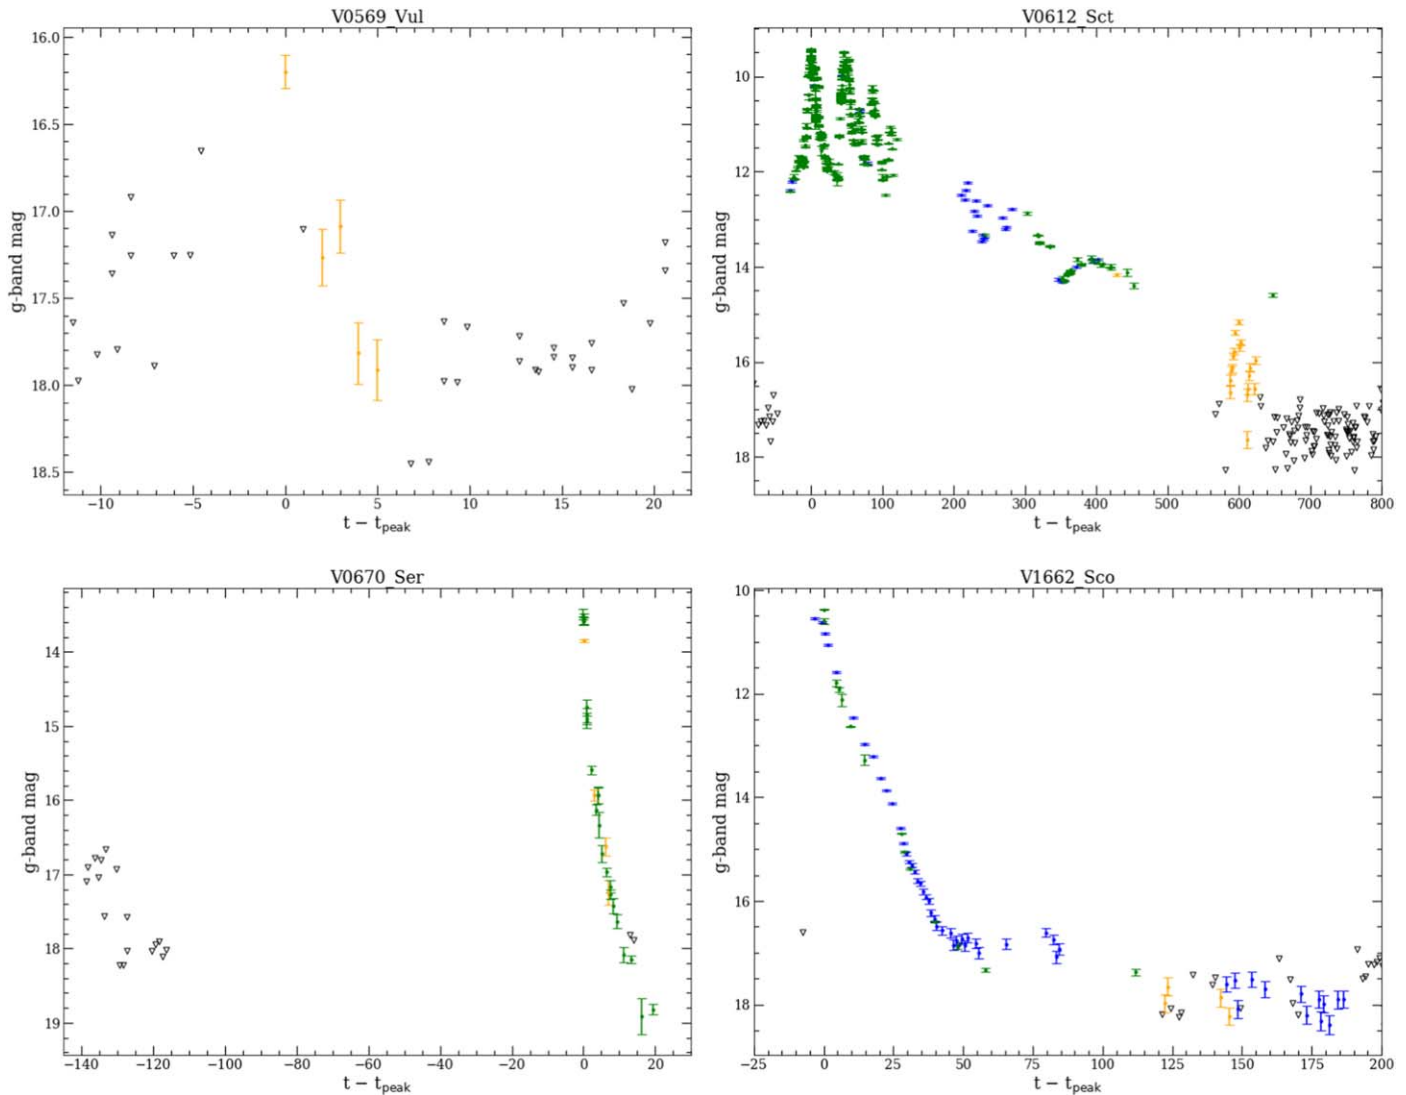 V0569_Vul
16.0
16.5
17.0
17.5
18.0
18.5
g-band mag
−10 −5 0 5 10 15 20
t − tpeak
V0612_Sct
10
12
14
16
18
g-band mag
0 100 200 300 400 500 600 700 800
t − tpeak
V0670_Ser
14
15
16
17
18
19
g-band mag
−140 −120 −100 −80 −60 −40 −20 0 20
t − tpeak
V1662_Sco
10
12
14
16
18
g-band mag
−25 0 25 50 75 100 125 150 175 200
t − tpeak